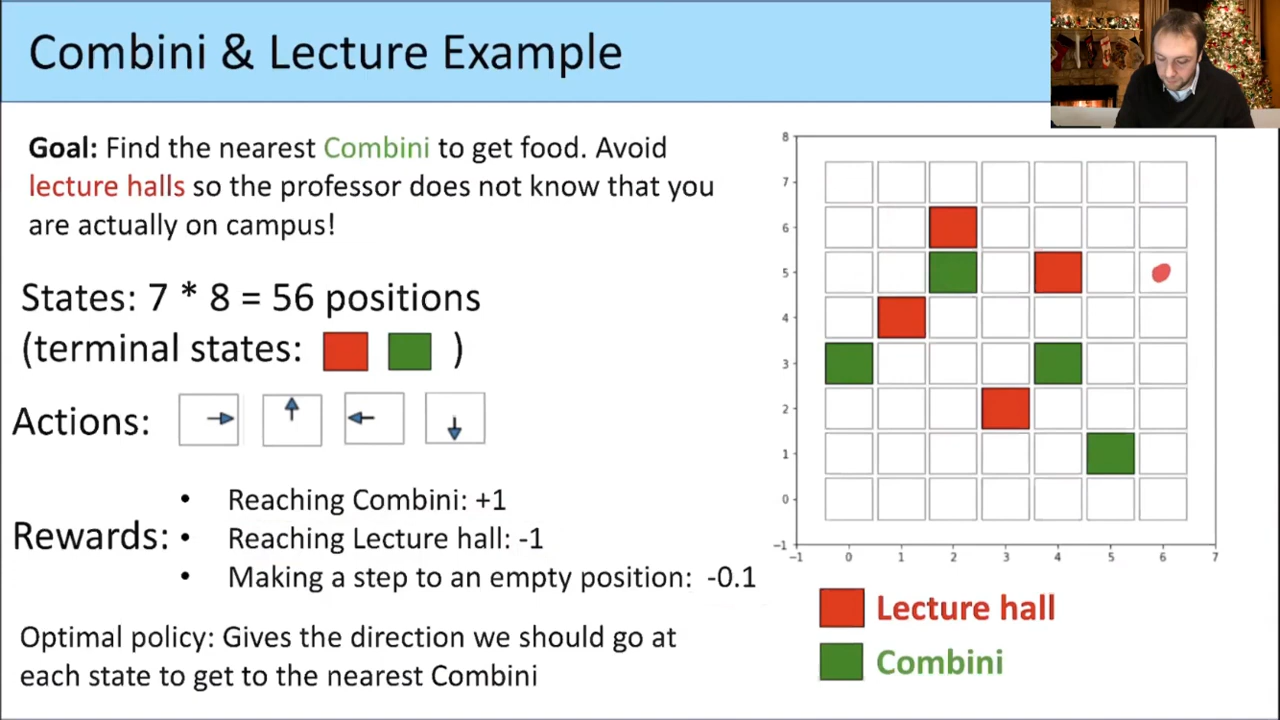 Combini & Lecture Example
Goal: Find the nearest Combini to get food. Avoid
lecture halls so the professor does not know that you
are actually on campus!
States: 7 * 8 = 56 positions
(terminal states: )
Actions:
Rewards:
• Reaching Combini: +1
• Reaching Lecture hall: -1
• Making a step to an empty position: -0.1
Optimal policy: Gives the direction we should go at
each state to get to the nearest Combini
8
7
6
5
4
3
2
1
0
−1
−1 0 1 2 3 4 5 6 7
Lecture hall
Combini